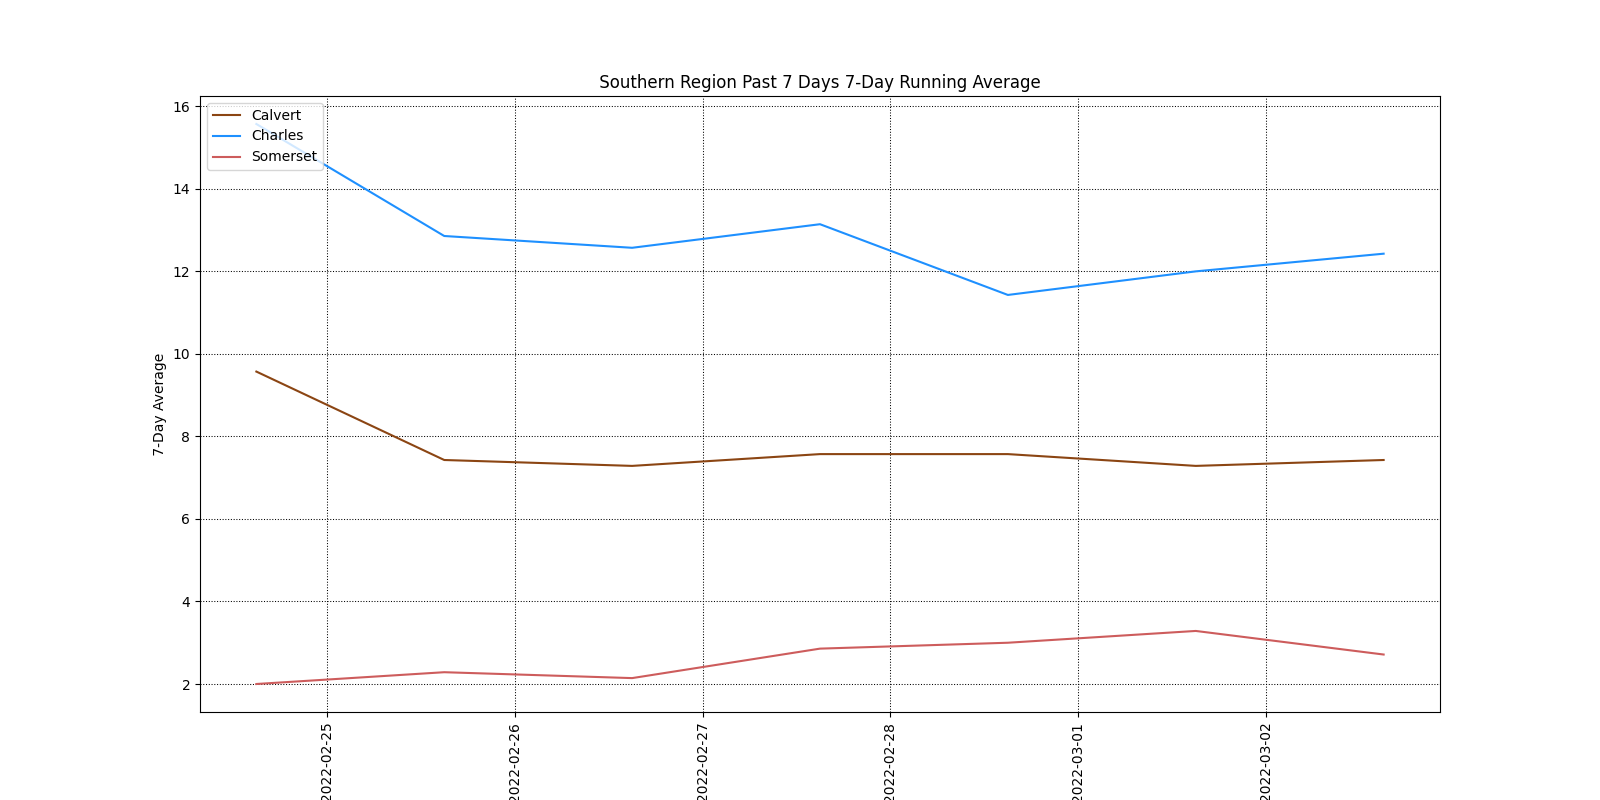 Southern Region Past 7 Days 7-Day Running Average
Calvert
Charles
Somerset
7-Day Average
16
14
12
10
8
6
4
2
2022-02-25
2022-02-26
2022-02-27
2022-02-28
2022-03-01
2022-03-02